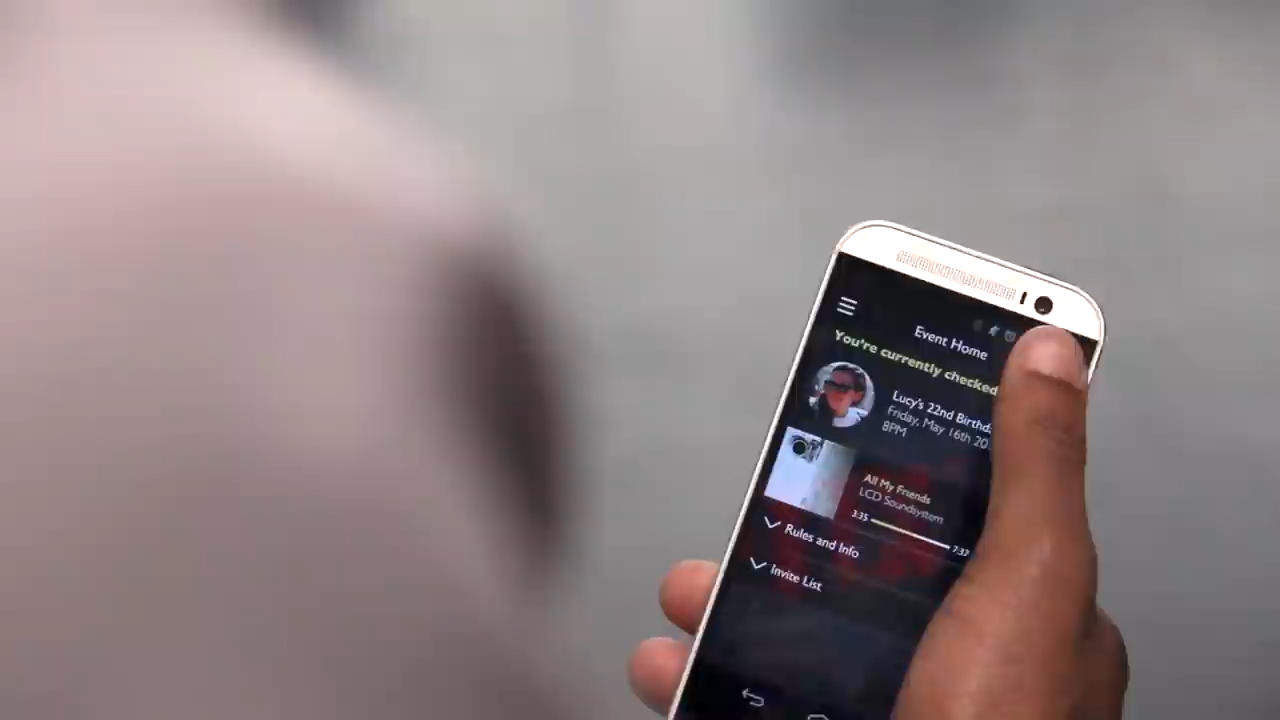 Event Home
You're currently checked
Lucy's 22nd Birthd
Friday, May 16th 20
8PM
All My Friends
LCD Soundsystem
3:35
7:37
Rules and Info
Invite List